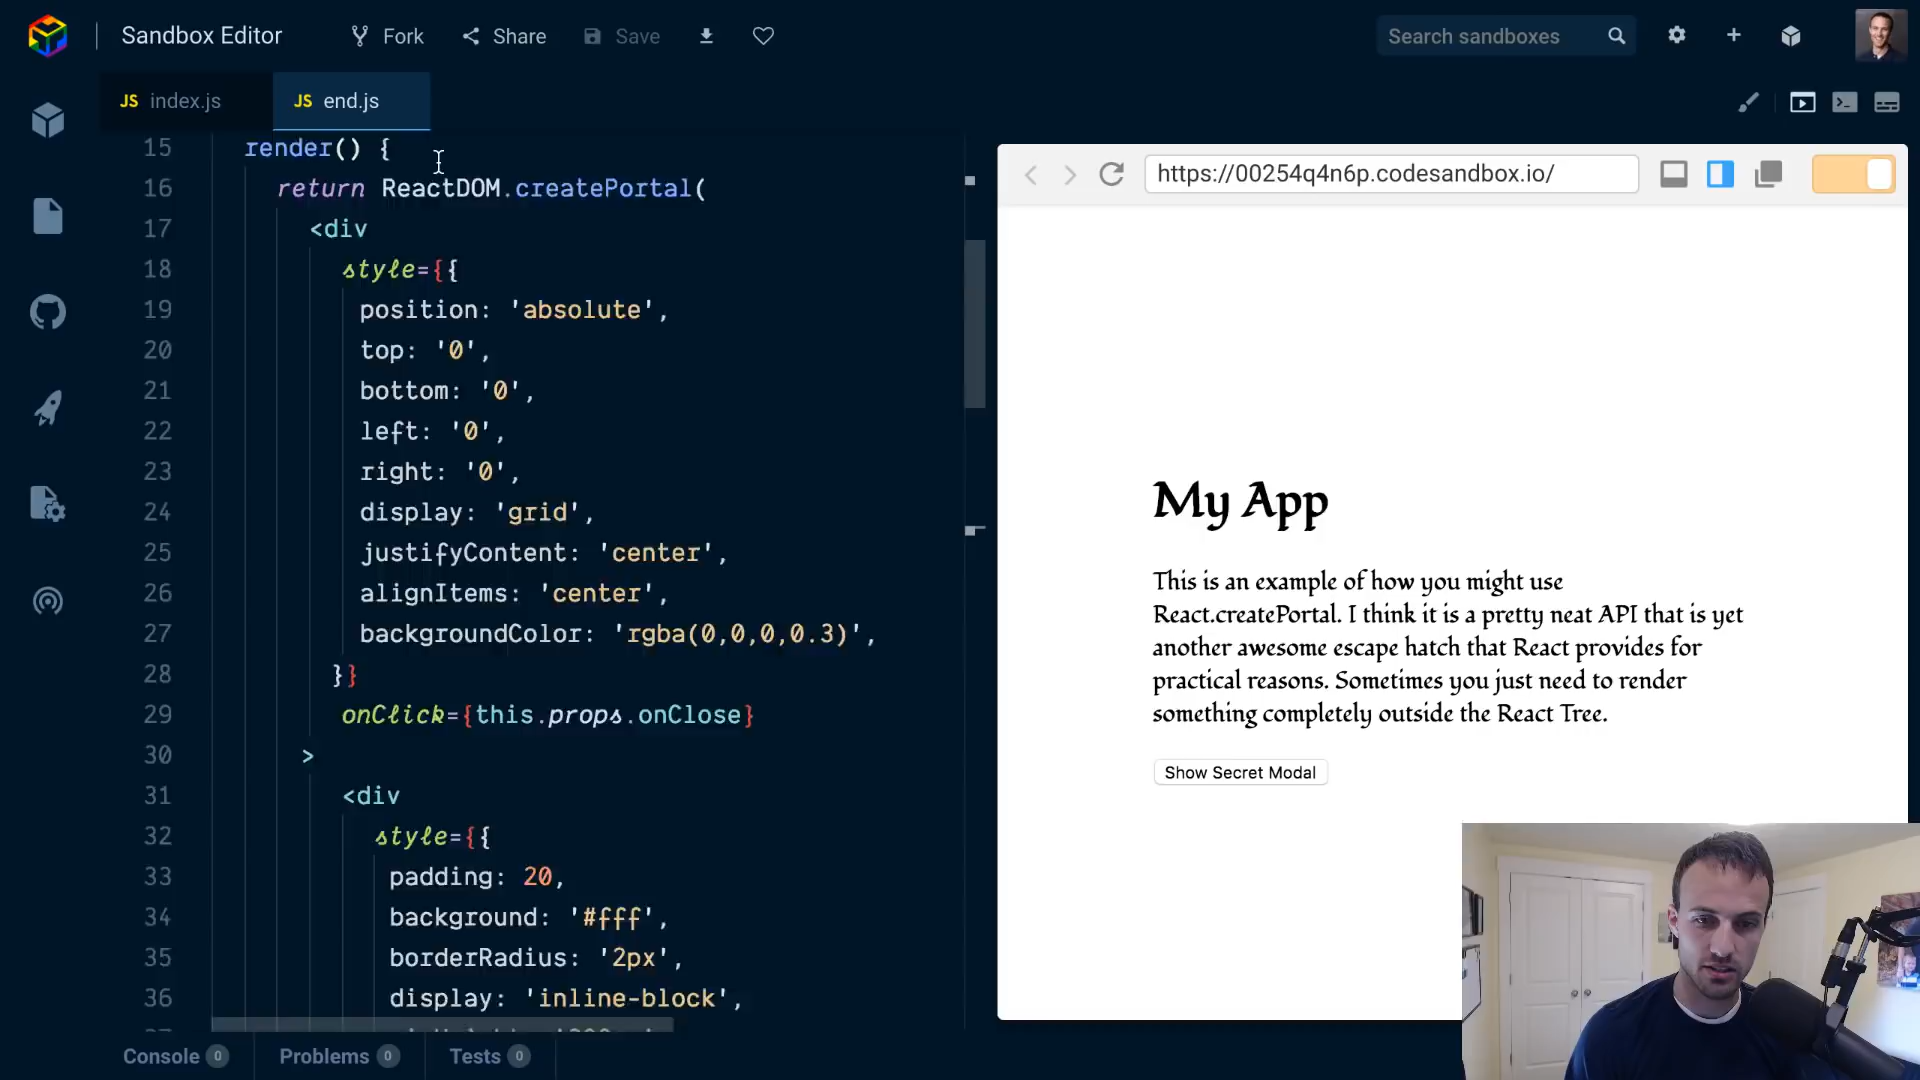 Sandbox Editor
Fork
Share
Save
Search sandboxes
JS index.js
JS end.js
15 render() {
16 return ReactDOM.createPortal(
17 <div
18 style={{
19 position: 'absolute',
20 top: '0',
21 bottom: '0',
22 left: '0',
23 right: '0',
24 display: 'grid',
25 justifyContent: 'center',
26 alignItems: 'center',
27 backgroundColor: 'rgba(0,0,0,0.3)',
28 }}
29 onClick={this.props.onClose}
30 >
31 <div
32 style={{
33 padding: 20,
34 background: '#fff',
35 borderRadius: '2px',
36 display: 'inline-block',
Console 0
Problems 0
Tests 0
https://00254q4n6p.codesandbox.io/
My App
This is an example of how you might use
React.createPortal. I think it is a pretty neat API that is yet
another awesome escape hatch that React provides for
practical reasons. Sometimes you just need to render
something completely outside the React Tree.
Show Secret Modal